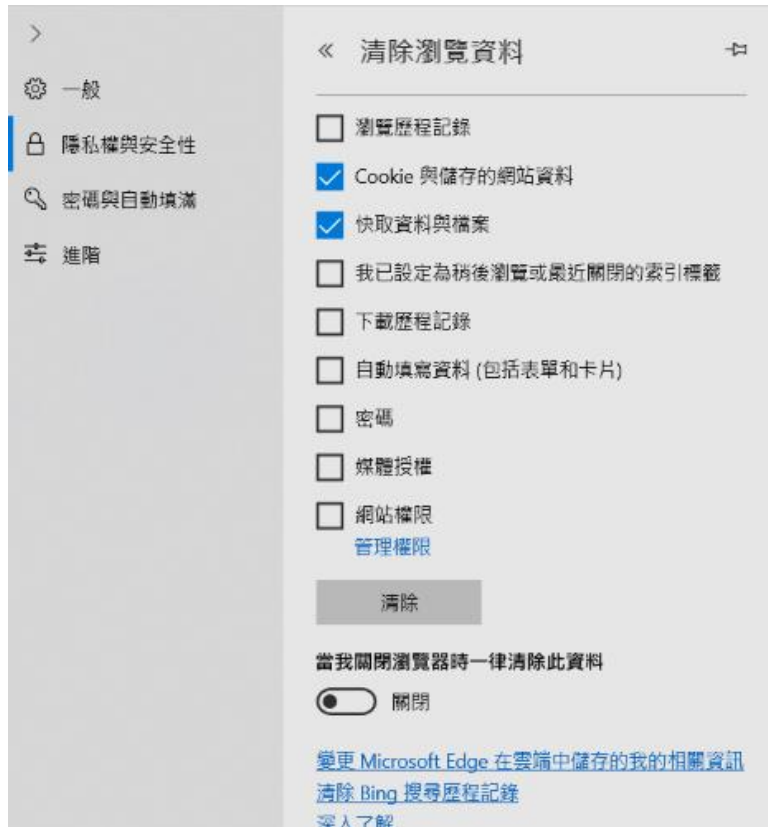 一般
隱私權與安全性
密碼與自動填滿
進階
« 清除瀏覽資料
瀏覽歷程記錄
Cookie 與儲存的網站資料
快取資料與檔案
我已設定為稍後瀏覽或最近關閉的索引標籤
下載歷程記錄
自動填寫資料 (包括表單和卡片)
密碼
媒體授權
網站權限
管理權限
清除
當我關閉瀏覽器時一律清除此資料
關閉
變更 Microsoft Edge 在雲端中儲存的我的相關資訊
清除 Bing 搜尋歷程記錄
深入了解